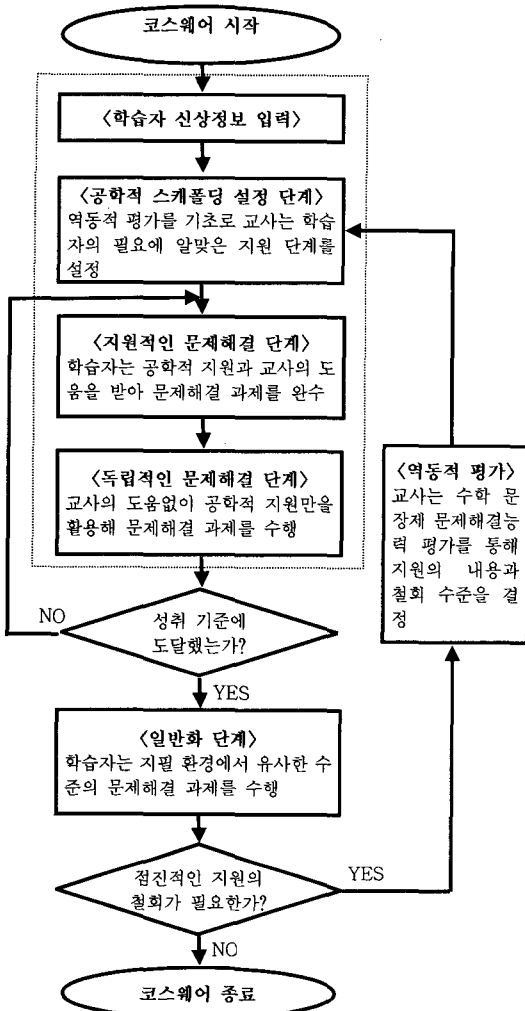 코스웨어 시작
<학습자 신상정보 입력>
<공학적 스캐폴딩 설정 단계>
역동적 평가를 기초로 교사는 학습
자의 필요에 알맞은 지원 단계를
설정
<지원적인 문제해결 단계>
학습자는 공학적 지원과 교사의 도
움을 받아 문제해결 과제를 완수
<독립적인 문제해결 단계>
교사의 도움없이 공학적 지원만을
활용해 문제해결 과제를 수행
<역동적 평가>
교사는 수학 문
장제 문제해결능
력 평가를 통해
지원의 내용과
철회 수준을 결
정
NO
성취 기준에
도달했는가?
YES
<일반화 단계>
학습자는 지필 환경에서 유사한 수
준의 문제해결 과제를 수행
점진적인 지원의
철회가 필요한가?
YES
NO
코스웨어 종료